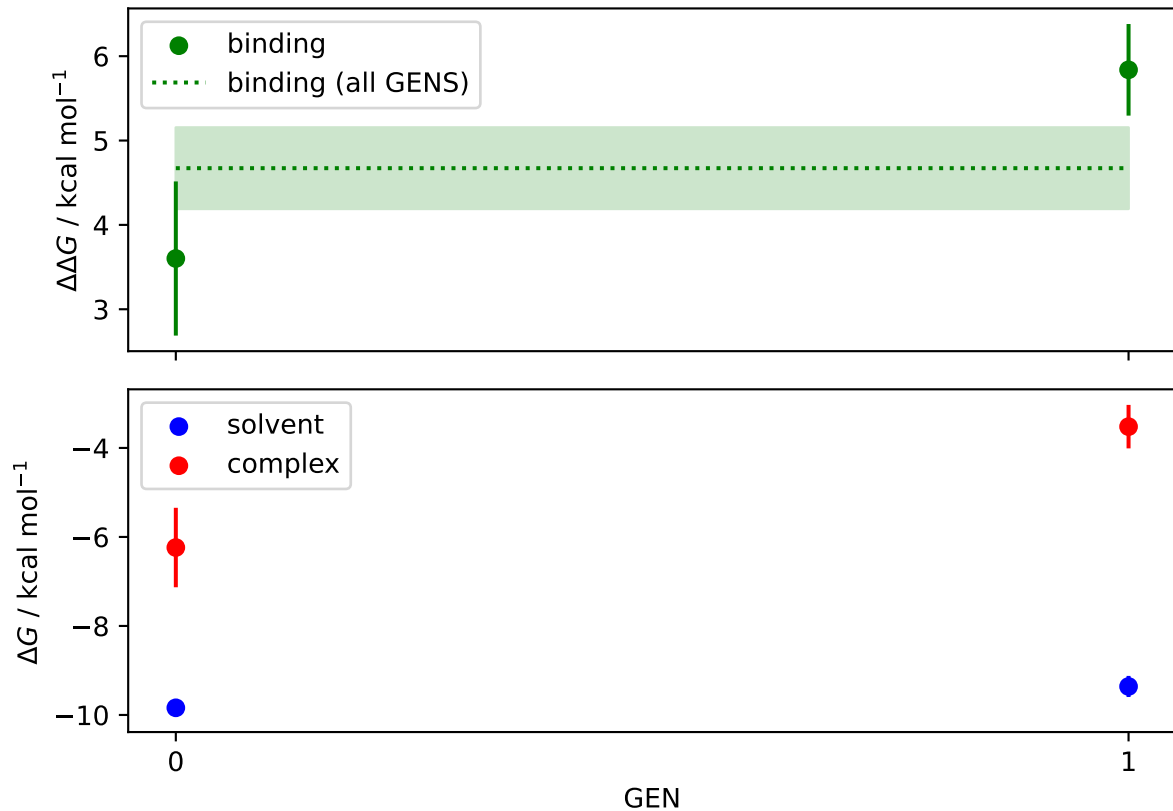 binding
binding (all GENS)
6
5
4
3
ΔΔG / kcal mol⁻¹
solvent
complex
−4
−6
−8
−10
ΔG / kcal mol⁻¹
0
1
GEN